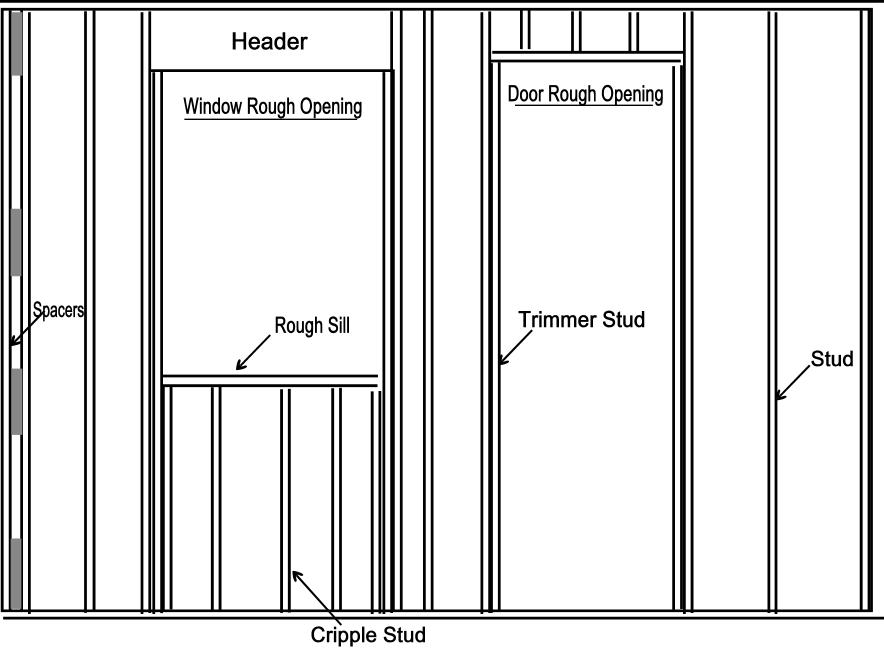 Header
Window Rough Opening
Door Rough Opening
Spacers
Rough Sill
Trimmer Stud
Stud
Cripple Stud